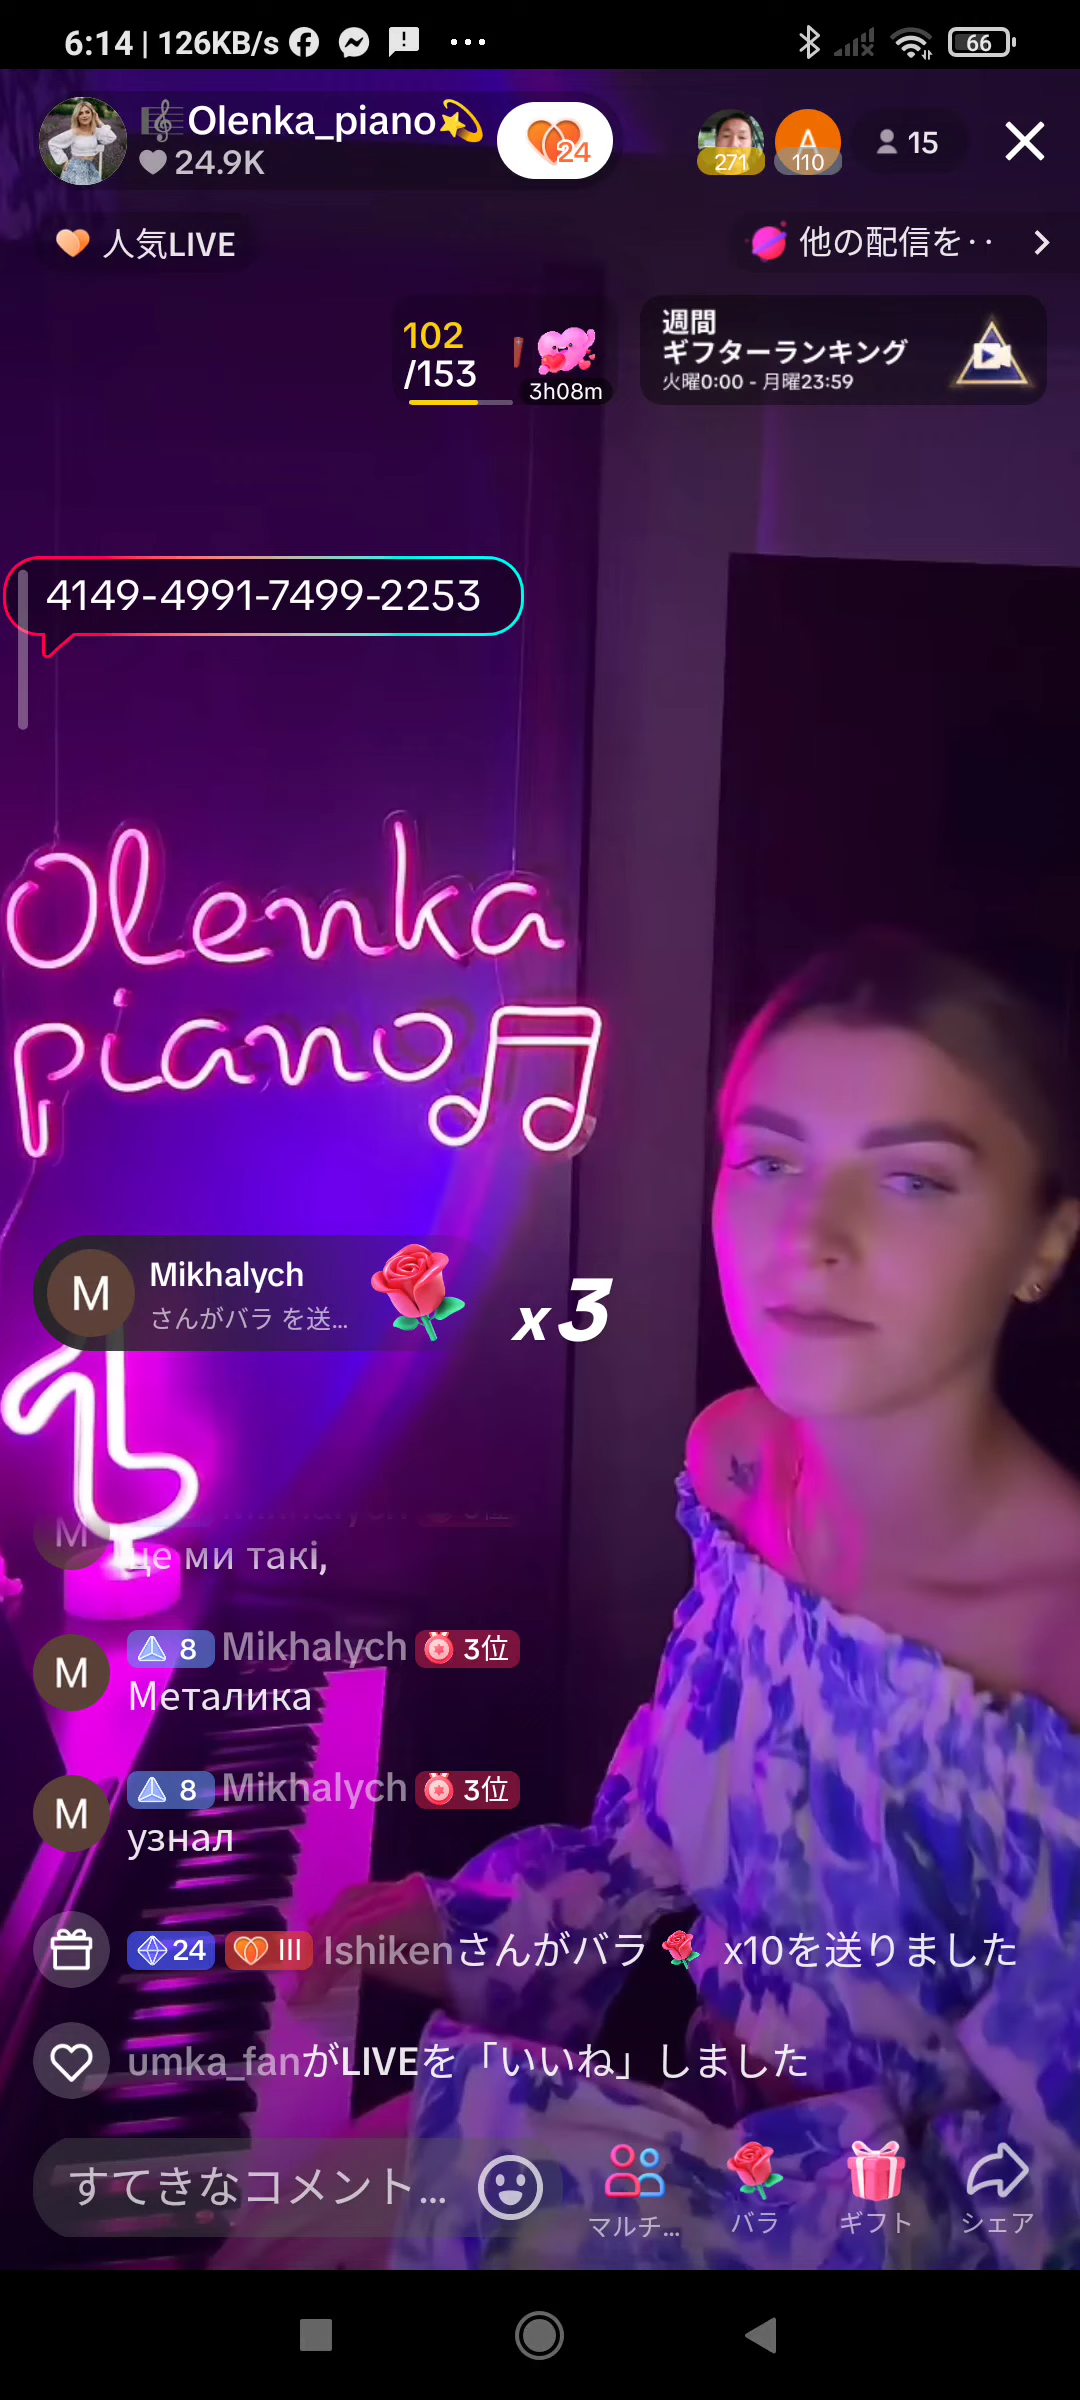 6:14 | 126KB/s
66
Olenka_piano
24.9K
24
271
A
110
15
人気LIVE
他の配信を‥
102
/153
3h08m
週間
ギフターランキング
火曜0:00 - 月曜23:59
4149-4991-7499-2253
Olenka
piano
M
Mikhalych
さんがバラ を送...
x3
M
Mikhalych 3位
це ми такі,
M
8 Mikhalych 3位
Металика
M
8 Mikhalych 3位
узнал
24 III Ishikenさんがバラ x10を送りました
umka_fanがLIVEを「いいね」しました
すてきなコメント...
マルチ...
バラ
ギフト
シェア